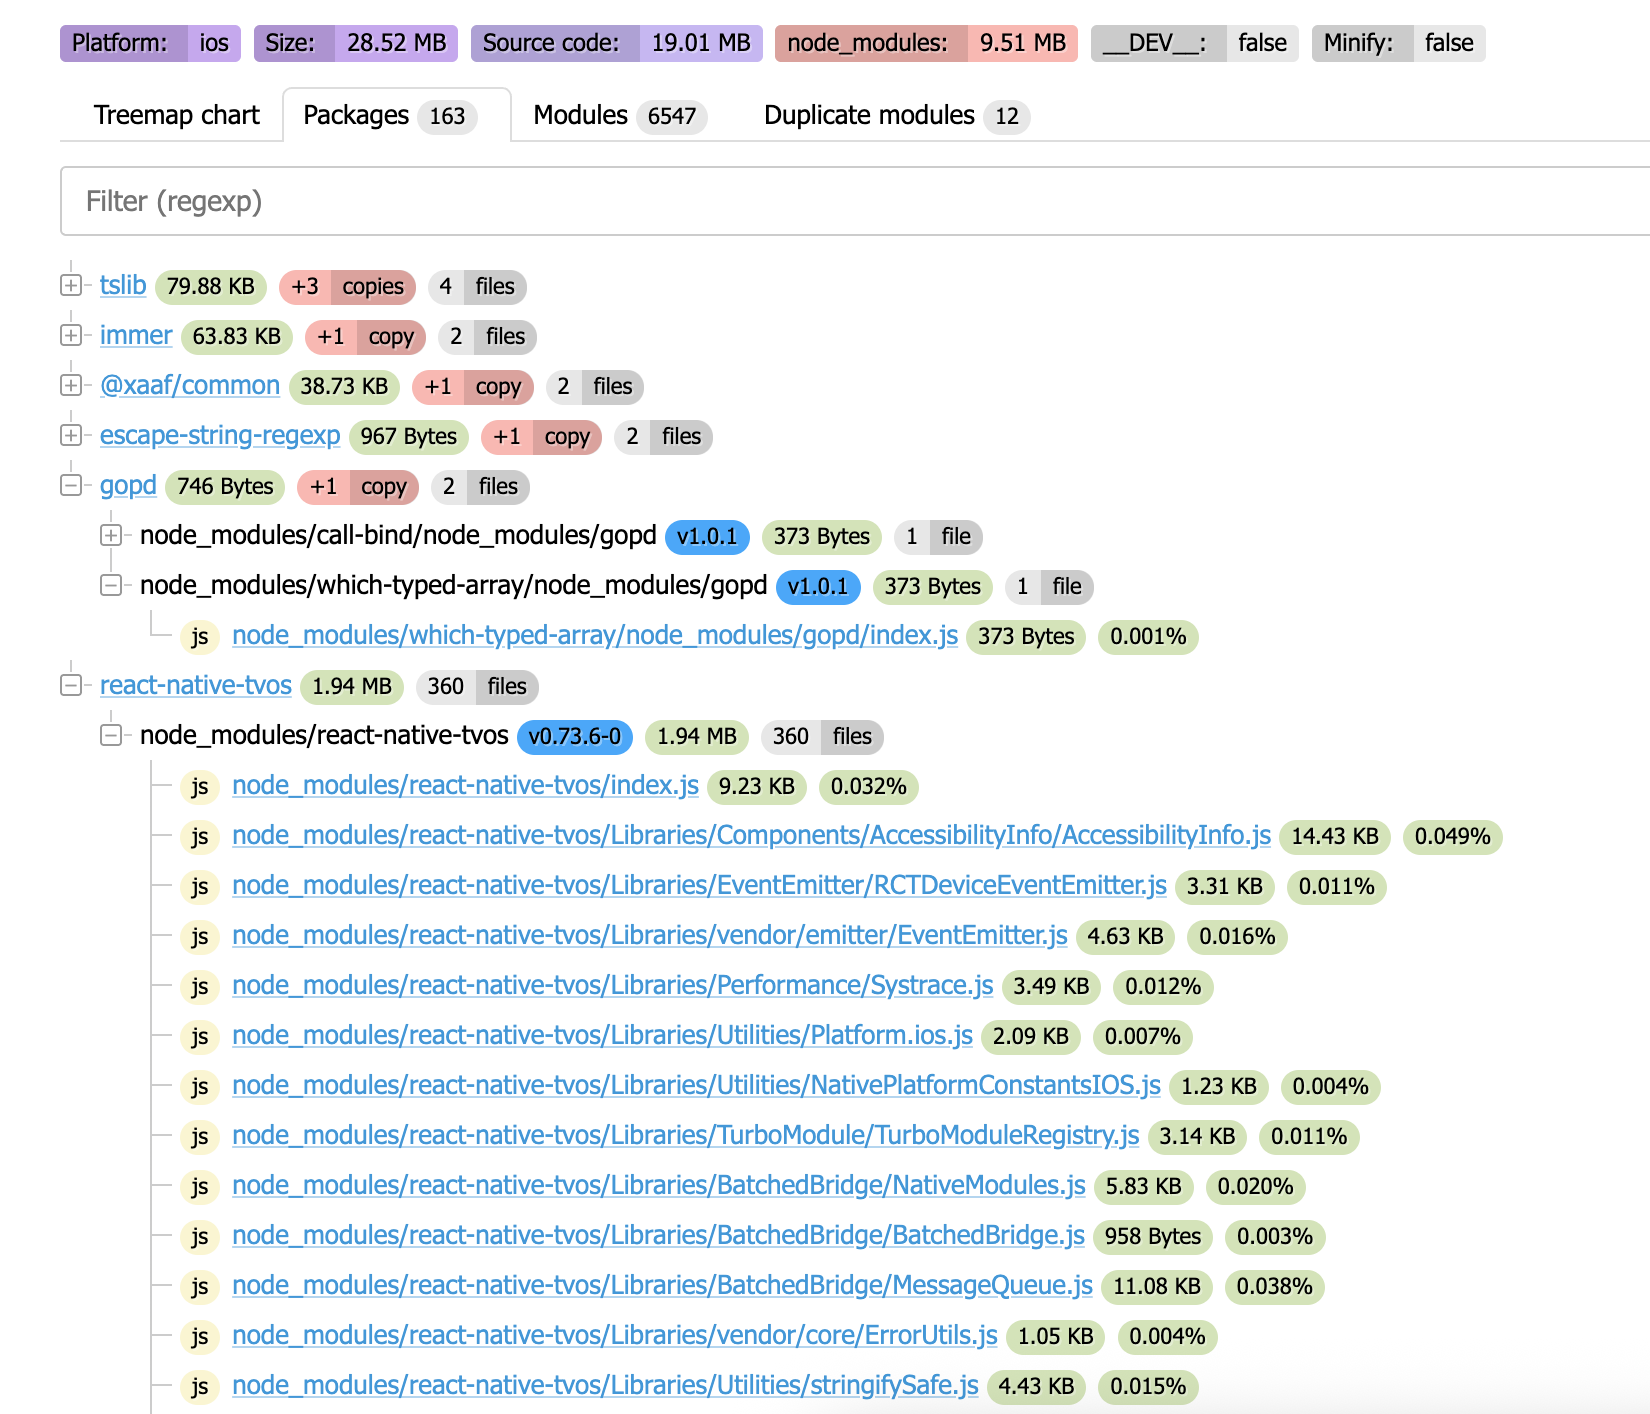 Platform: ios Size: 28.52 MB Source code: 19.01 MB node_modules: 9.51 MB __DEV__: false Minify: false
Treemap chart Packages 163 Modules 6547 Duplicate modules 12
Filter (regexp)
tslib 79.88 KB +3 copies 4 files
immer 63.83 KB +1 copy 2 files
@xaaf/common 38.73 KB +1 copy 2 files
escape-string-regexp 967 Bytes +1 copy 2 files
gopd 746 Bytes +1 copy 2 files
node_modules/call-bind/node_modules/gopd v1.0.1 373 Bytes 1 file
node_modules/which-typed-array/node_modules/gopd v1.0.1 373 Bytes 1 file
js node_modules/which-typed-array/node_modules/gopd/index.js 373 Bytes 0.001%
react-native-tvos 1.94 MB 360 files
node_modules/react-native-tvos v0.73.6-0 1.94 MB 360 files
js node_modules/react-native-tvos/index.js 9.23 KB 0.032%
js node_modules/react-native-tvos/Libraries/Components/AccessibilityInfo/AccessibilityInfo.js 14.43 KB 0.049%
js node_modules/react-native-tvos/Libraries/EventEmitter/RCTDeviceEventEmitter.js 3.31 KB 0.011%
js node_modules/react-native-tvos/Libraries/vendor/emitter/EventEmitter.js 4.63 KB 0.016%
js node_modules/react-native-tvos/Libraries/Performance/Systrace.js 3.49 KB 0.012%
js node_modules/react-native-tvos/Libraries/Utilities/Platform.ios.js 2.09 KB 0.007%
js node_modules/react-native-tvos/Libraries/Utilities/NativePlatformConstantsIOS.js 1.23 KB 0.004%
js node_modules/react-native-tvos/Libraries/TurboModule/TurboModuleRegistry.js 3.14 KB 0.011%
js node_modules/react-native-tvos/Libraries/BatchedBridge/NativeModules.js 5.83 KB 0.020%
js node_modules/react-native-tvos/Libraries/BatchedBridge/BatchedBridge.js 958 Bytes 0.003%
js node_modules/react-native-tvos/Libraries/BatchedBridge/MessageQueue.js 11.08 KB 0.038%
js node_modules/react-native-tvos/Libraries/vendor/core/ErrorUtils.js 1.05 KB 0.004%
js node_modules/react-native-tvos/Libraries/Utilities/stringifySafe.js 4.43 KB 0.015%